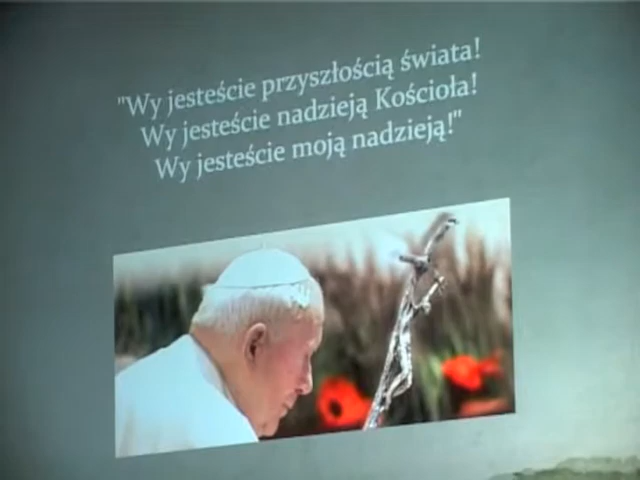 "Wy jesteście przyszłością świata!
Wy jesteście nadzieją Kościoła!
Wy jesteście moją nadzieją!"